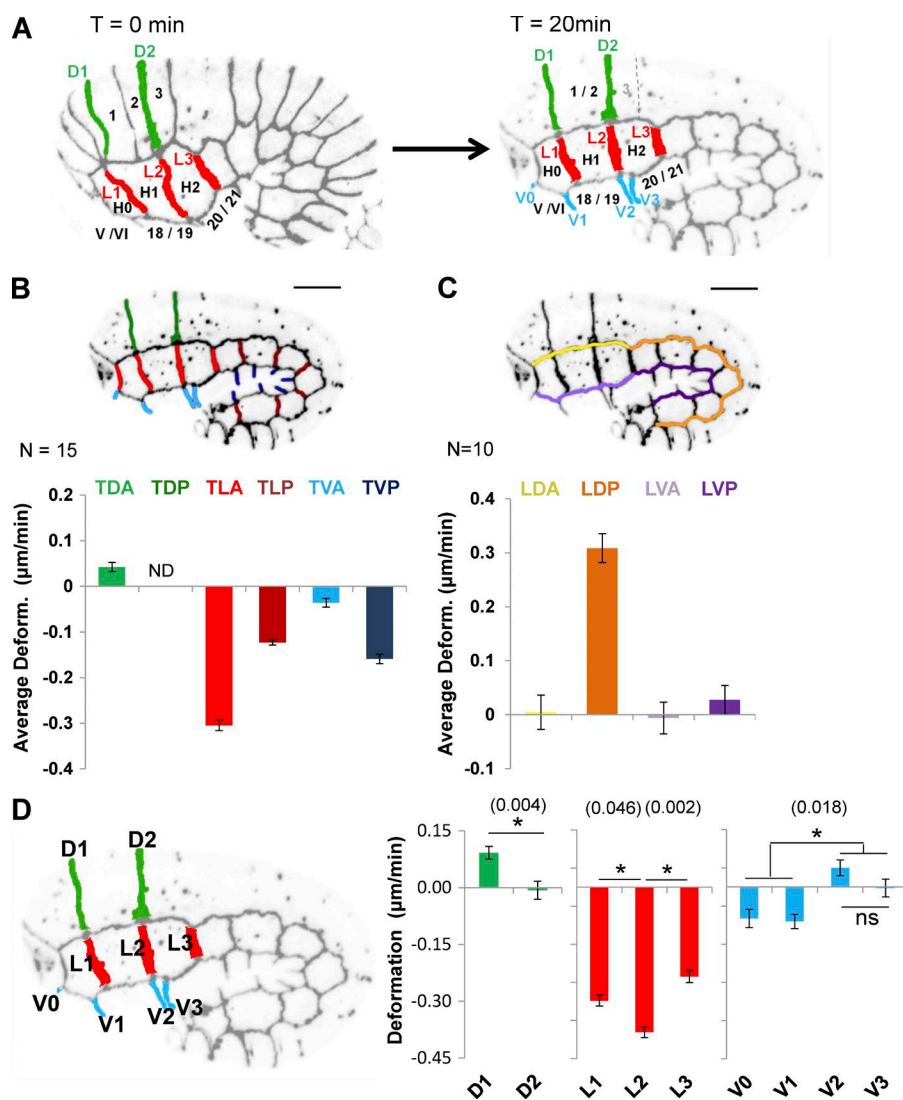 A
T = 0 min
T = 20min
D1
D2
1
2
3
L1
L2
L3
H0
H1
H2
V /VI
18 / 19
20 / 21
D1
D2
1 / 2
3
L1
L2
L3
H0
H1
H2
V0
V /VI
V1
18 / 19
V2
V3
20 / 21
B
C
N = 15
N=10
TDA TDP TLA TLP TVA TVP
Average Deform. (µm/min)
0.2
0.1
0
-0.1
-0.2
-0.3
-0.4
ND
LDA LDP LVA LVP
Average Deform. (µm/min)
0.4
0.3
0.2
0.1
0
-0.1
D
D1
D2
L1
L2
L3
V0
V1
V2
V3
Deformation (µm/min)
0.15
0.00
-0.15
-0.30
-0.45
(0.004)
*
(0.046) (0.002)
* *
(0.018)
*
ns
D1 D2 L1 L2 L3 V0 V1 V2 V3